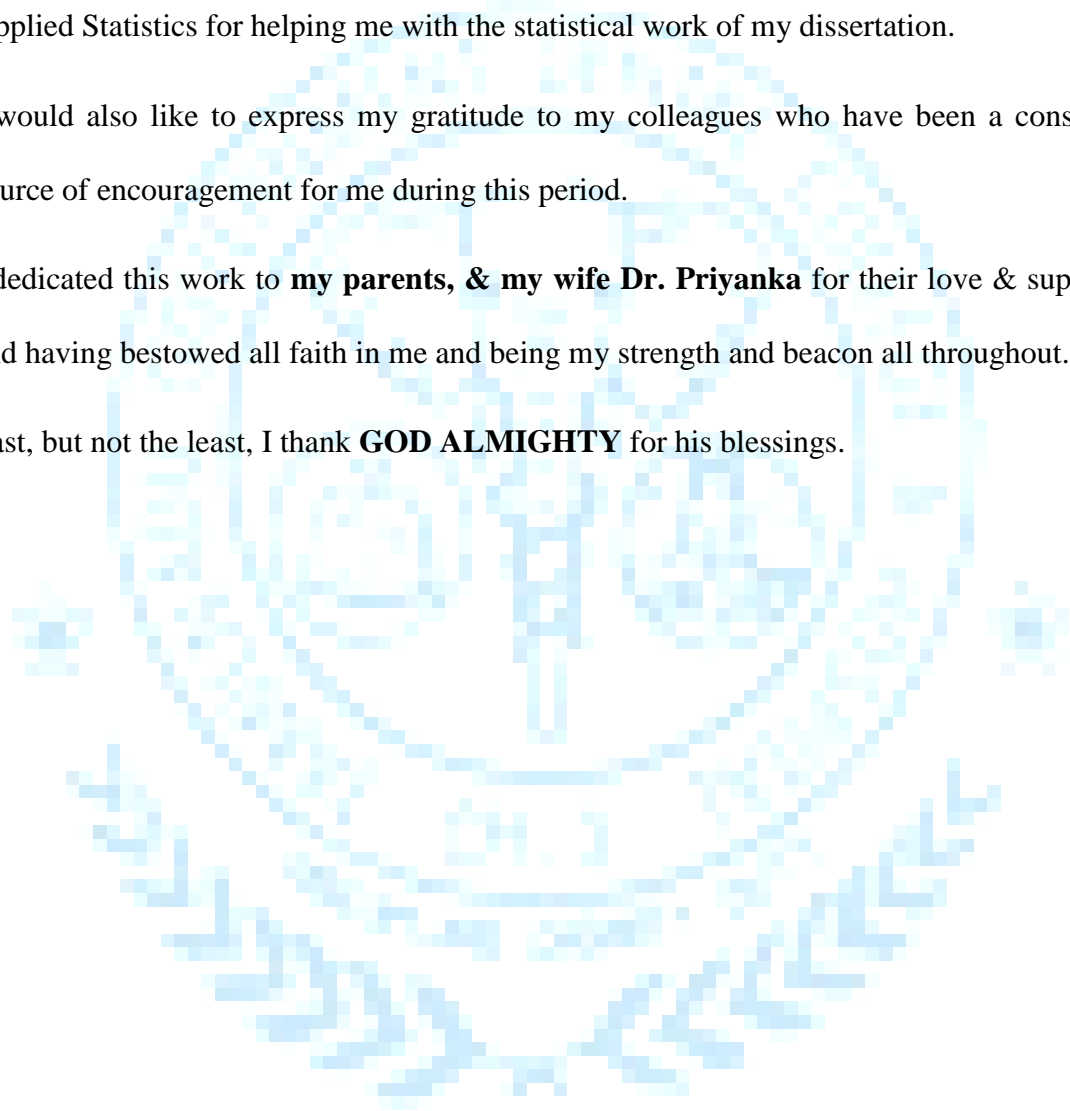 pplied Statistics for helping me with the statistical work of my dissertation.
would also like to express my gratitude to my colleagues who have been a cons
urce of encouragement for me during this period.
dedicated this work to my parents, & my wife Dr. Priyanka for their love & sup
d having bestowed all faith in me and being my strength and beacon all throughout.
st, but not the least, I thank GOD ALMIGHTY for his blessings.